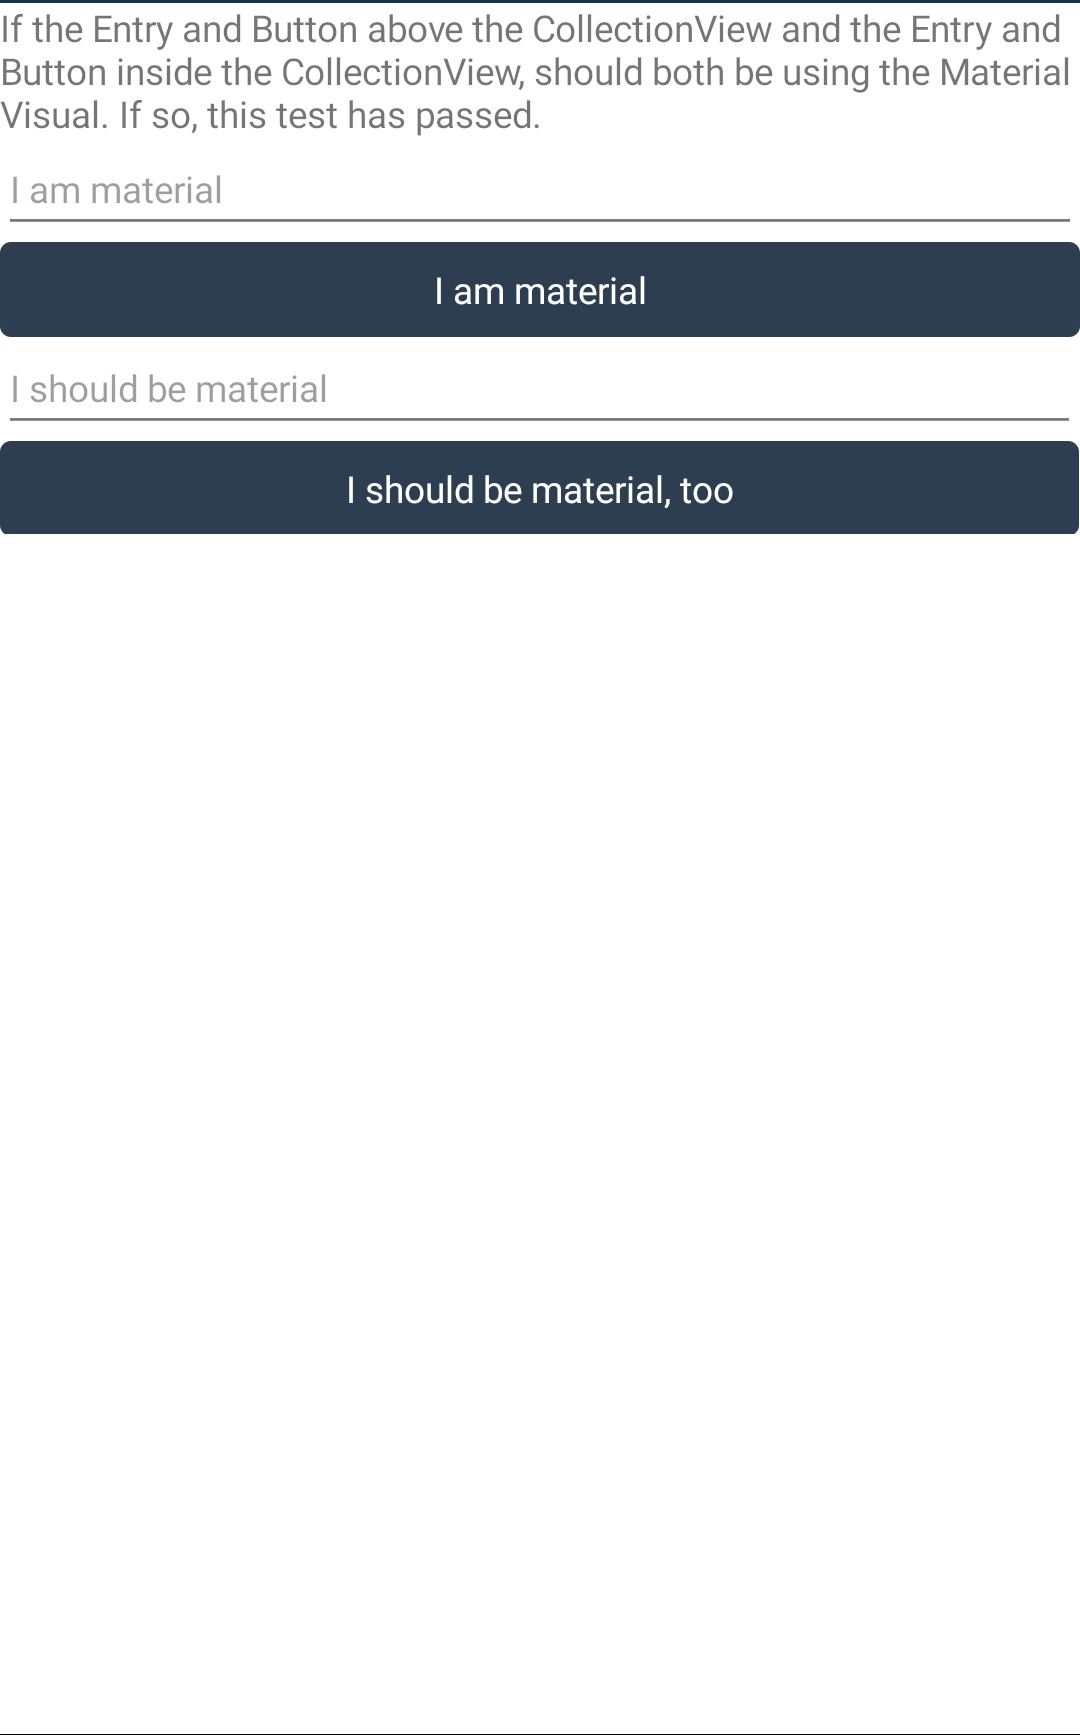 If the Entry and Button above the CollectionView and the Entry and
Button inside the CollectionView, should both be using the Material
Visual. If so, this test has passed.
I am material
I am material
I should be material
I should be material, too